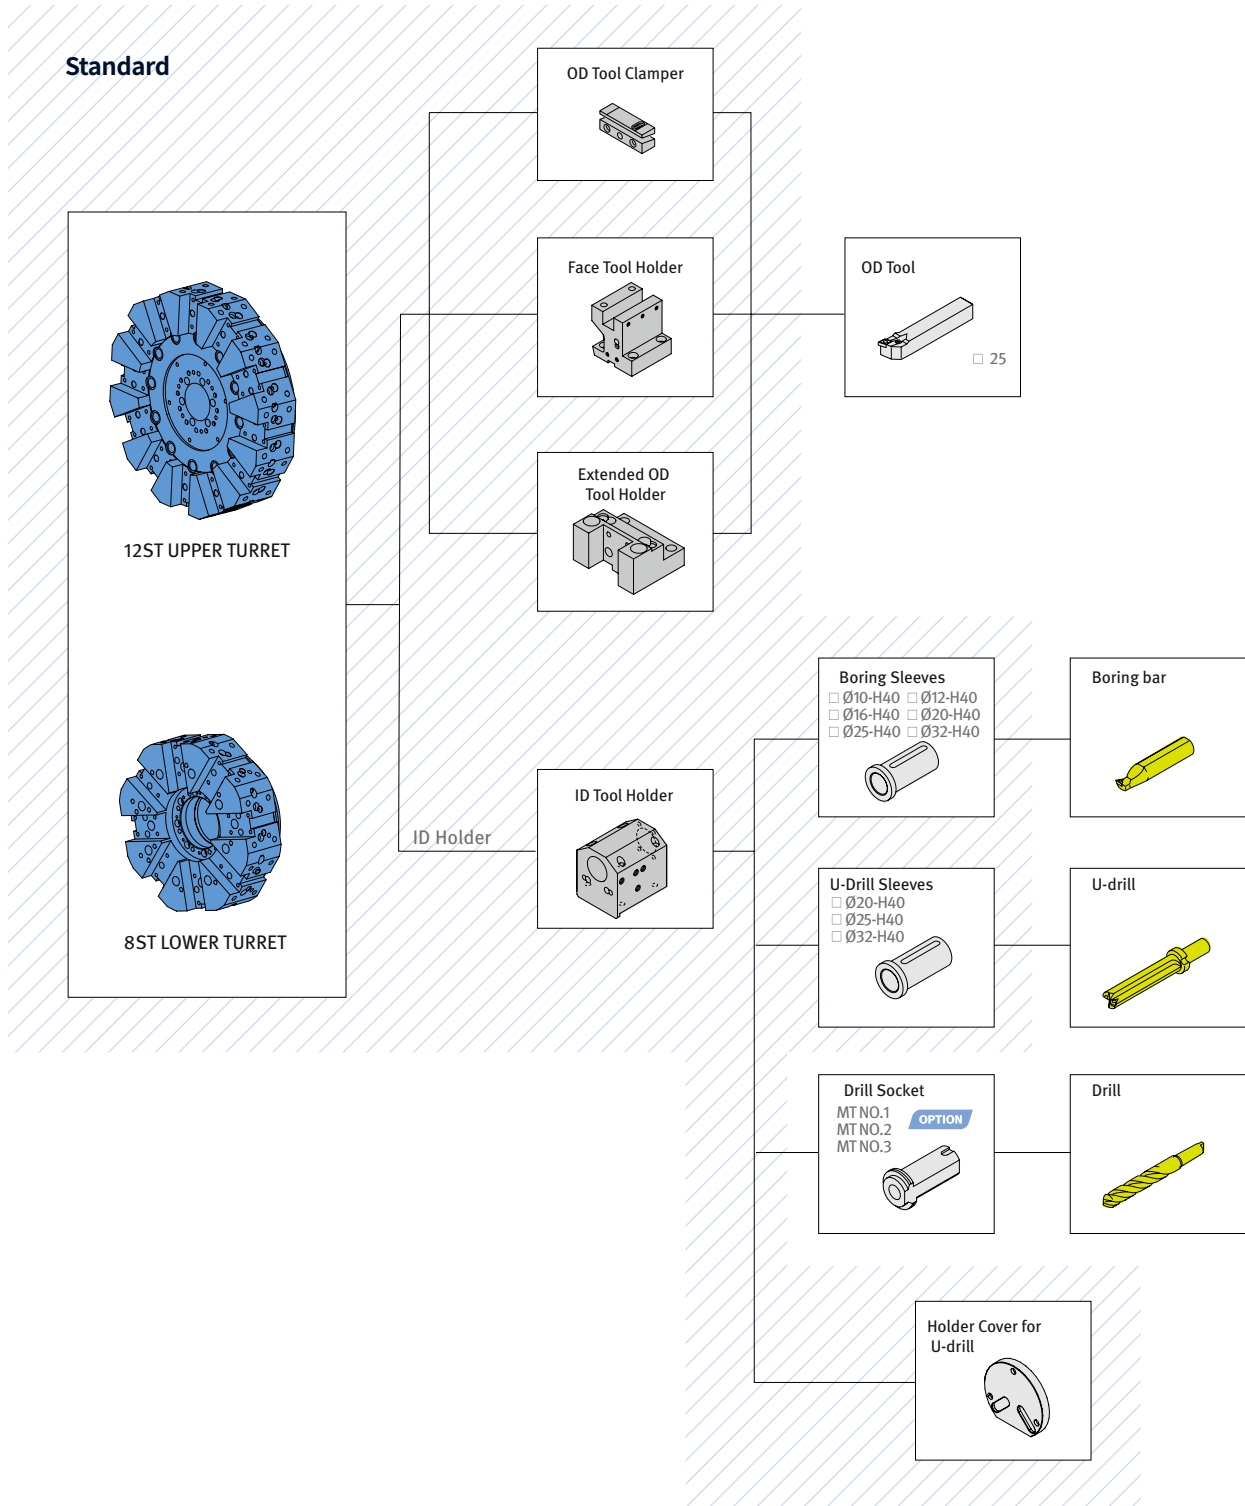 Standard
OD Tool Clamper
Face Tool Holder
OD Tool
□ 25
Extended OD
Tool Holder
12ST UPPER TURRET
8ST LOWER TURRET
ID Holder
ID Tool Holder
Boring Sleeves
□ Ø10-H40 □ Ø12-H40
□ Ø16-H40 □ Ø20-H40
□ Ø25-H40 □ Ø32-H40
Boring bar
U-Drill Sleeves
□ Ø20-H40
□ Ø25-H40
□ Ø32-H40
U-drill
Drill Socket
MT NO.1
MT NO.2
MT NO.3
OPTION
Drill
Holder Cover for
U-drill